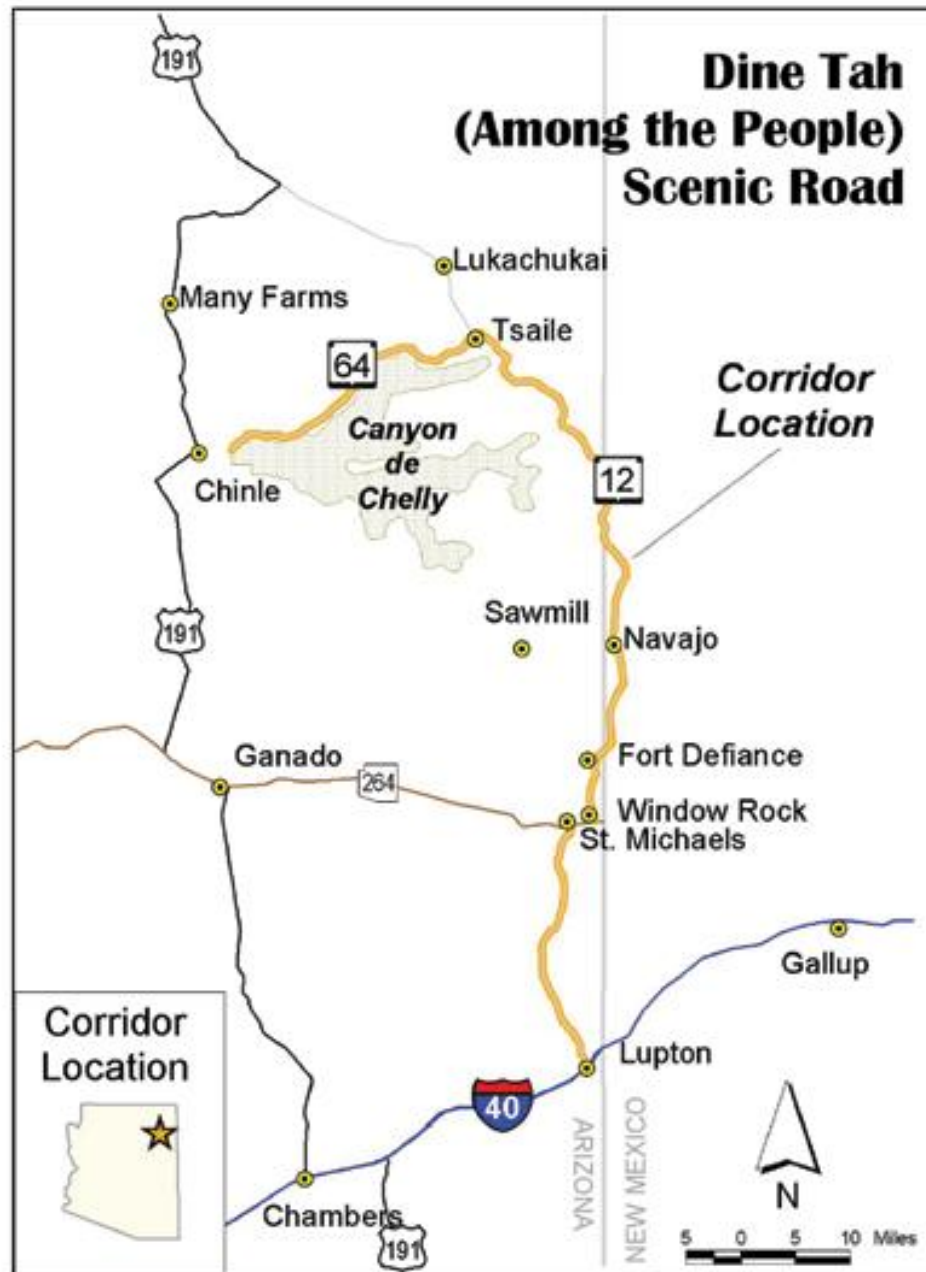 191
Dine Tah
(Among the People)
Scenic Road
Lukachukai
Many Farms
Tsaile
64
Corridor
Location
Canyon
de
Chelly
12
Chinle
Sawmill
191
Navajo
Ganado
Fort Defiance
264
Window Rock
St. Michaels
Gallup
Corridor
Location
Lupton
40
ARIZONA
NEW MEXICO
N
Chambers
191
5 0 5 10 Miles